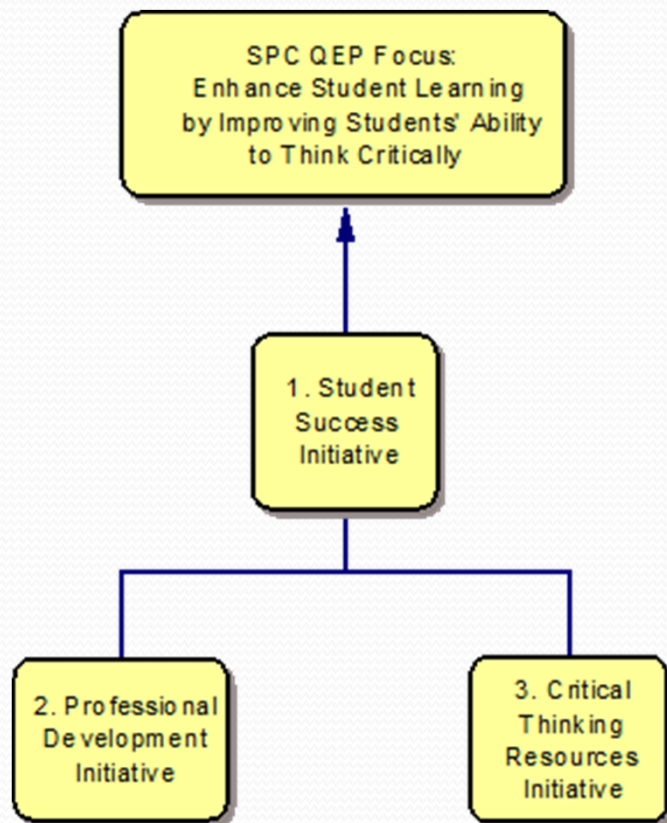 SPC QEP Focus:
Enhance Student Learning
by Improving Students' Ability
to Think Critically
1. Student
Success
Initiative
2. Professional
Development
Initiative
3. Critical
Thinking
Resources
Initiative